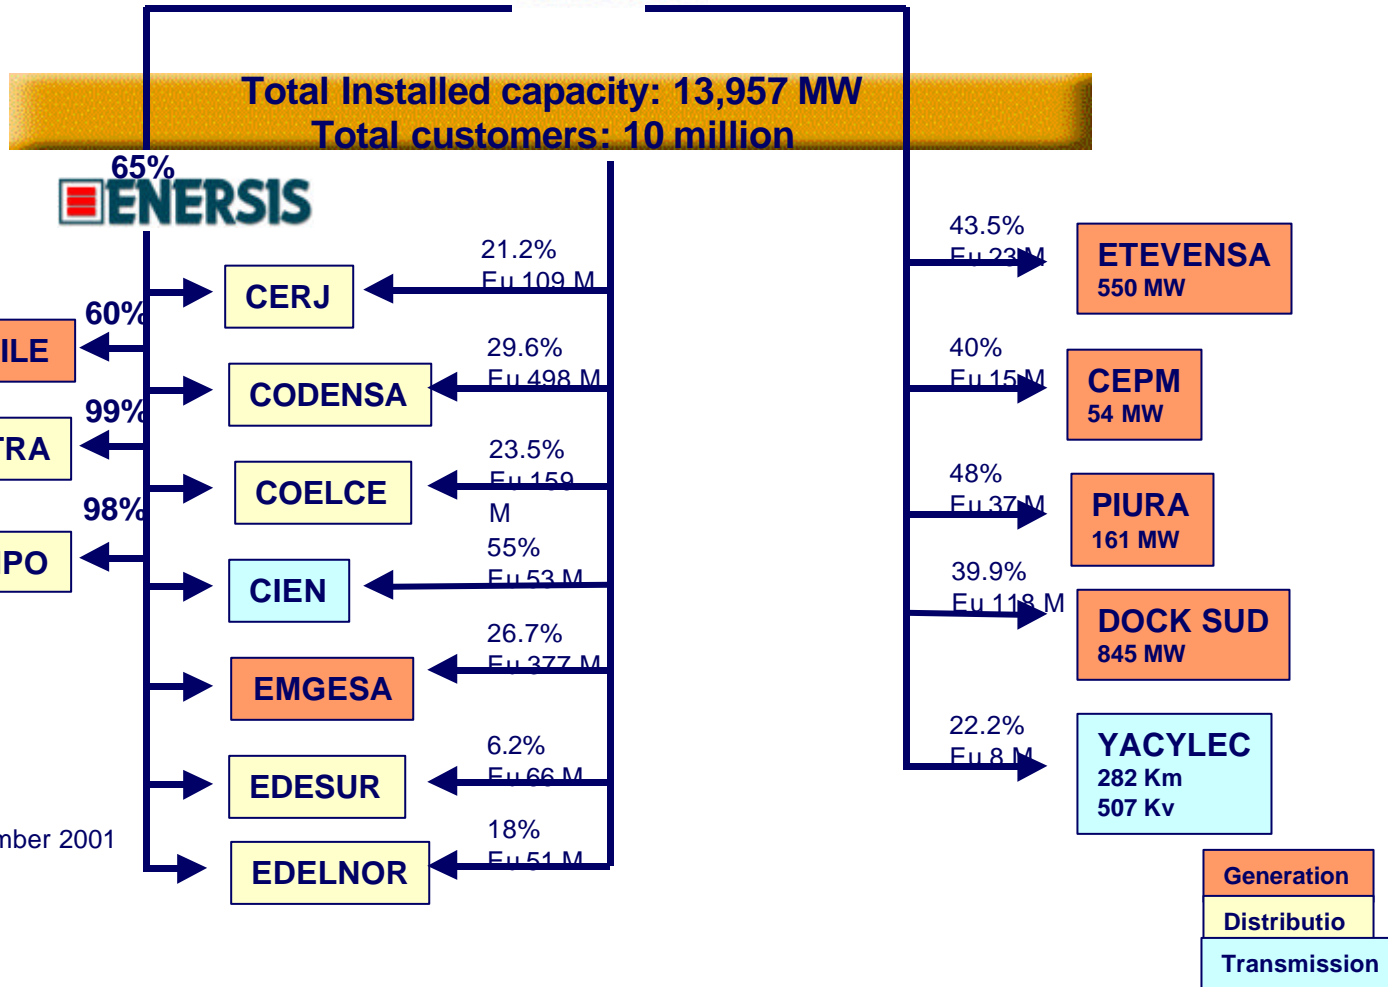 Total Installed capacity: 13,957 MW
Total customers: 10 million
65%
ENERSIS
21.2%
Eu 109 M
CERJ
60%
ILE
29.6%
Eu 498 M
CODENSA
99%
TRA
23.5%
Eu 159
M
COELCE
98%
MPO
55%
Eu 53 M
CIEN
26.7%
Eu 377 M
EMGESA
6.2%
Eu 66 M
EDESUR
mber 2001
18%
Eu 51 M
EDELNOR
43.5%
Eu 23 M
ETEVENSA
550 MW
40%
Eu 15 M
CEPM
54 MW
48%
Eu 37 M
PIURA
161 MW
39.9%
Eu 118 M
DOCK SUD
845 MW
22.2%
Eu 8 M
YACYLEC
282 Km
507 Kv
Generation
Distributio
Transmission